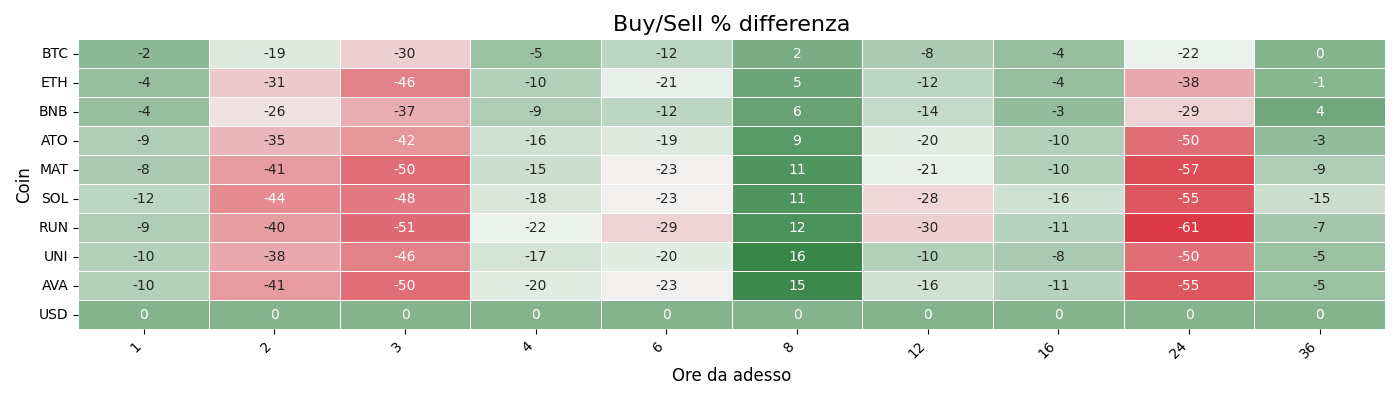 Buy/Sell % differenza
Coin
BTC -2 -19 -30 -5 -12 2 -8 -4 -22 0
ETH -4 -31 -46 -10 -21 5 -12 -4 -38 -1
BNB -4 -26 -37 -9 -12 6 -14 -3 -29 4
ATO -9 -35 -42 -16 -19 9 -20 -10 -50 -3
MAT -8 -41 -50 -15 -23 11 -21 -10 -57 -9
SOL -12 -44 -48 -18 -23 11 -28 -16 -55 -15
RUN -9 -40 -51 -22 -29 12 -30 -11 -61 -7
UNI -10 -38 -46 -17 -20 16 -10 -8 -50 -5
AVA -10 -41 -50 -20 -23 15 -16 -11 -55 -5
USD 0 0 0 0 0 0 0 0 0 0
1 2 3 4 6 8 12 16 24 36
Ore da adesso